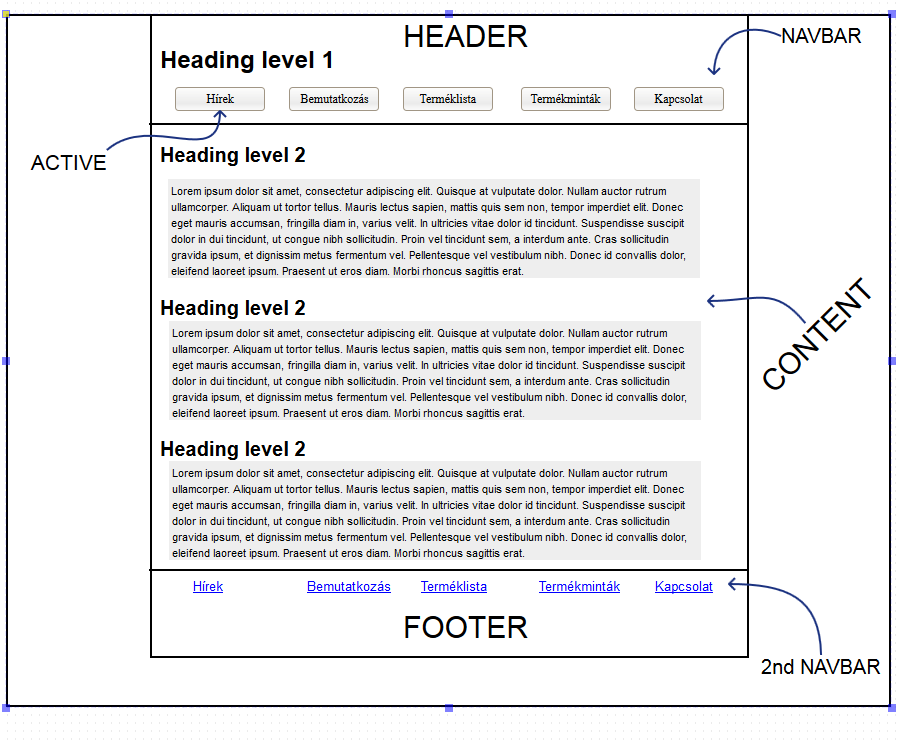 HEADER
NAVBAR
Heading level 1
Hírek Bemutatkozás Terméklista Termékminták Kapcsolat
ACTIVE
Heading level 2
Lorem ipsum dolor sit amet, consectetur adipiscing elit. Quisque at vulputate dolor. Nullam auctor rutrum
ullamcorper. Aliquam ut tortor tellus. Mauris lectus sapien, mattis quis sem non, tempor imperdiet elit. Donec
eget mauris accumsan, fringilla diam in, varius velit. In ultricies vitae dolor id tincidunt. Suspendisse suscipit
dolor in dui tincidunt, ut congue nibh sollicitudin. Proin vel tincidunt sem, a interdum ante. Cras sollicitudin
gravida ipsum, et dignissim metus fermentum vel. Pellentesque vel vestibulum nibh. Donec id convallis dolor,
eleifend laoreet ipsum. Praesent ut eros diam. Morbi rhoncus sagittis erat.
Heading level 2
Lorem ipsum dolor sit amet, consectetur adipiscing elit. Quisque at vulputate dolor. Nullam auctor rutrum
ullamcorper. Aliquam ut tortor tellus. Mauris lectus sapien, mattis quis sem non, tempor imperdiet elit. Donec
eget mauris accumsan, fringilla diam in, varius velit. In ultricies vitae dolor id tincidunt. Suspendisse suscipit
dolor in dui tincidunt, ut congue nibh sollicitudin. Proin vel tincidunt sem, a interdum ante. Cras sollicitudin
gravida ipsum, et dignissim metus fermentum vel. Pellentesque vel vestibulum nibh. Donec id convallis dolor,
eleifend laoreet ipsum. Praesent ut eros diam. Morbi rhoncus sagittis erat.
CONTENT
Heading level 2
Lorem ipsum dolor sit amet, consectetur adipiscing elit. Quisque at vulputate dolor. Nullam auctor rutrum
ullamcorper. Aliquam ut tortor tellus. Mauris lectus sapien, mattis quis sem non, tempor imperdiet elit. Donec
eget mauris accumsan, fringilla diam in, varius velit. In ultricies vitae dolor id tincidunt. Suspendisse suscipit
dolor in dui tincidunt, ut congue nibh sollicitudin. Proin vel tincidunt sem, a interdum ante. Cras sollicitudin
gravida ipsum, et dignissim metus fermentum vel. Pellentesque vel vestibulum nibh. Donec id convallis dolor,
eleifend laoreet ipsum. Praesent ut eros diam. Morbi rhoncus sagittis erat.
Hírek Bemutatkozás Terméklista Termékminták Kapcsolat
FOOTER
2nd NAVBAR